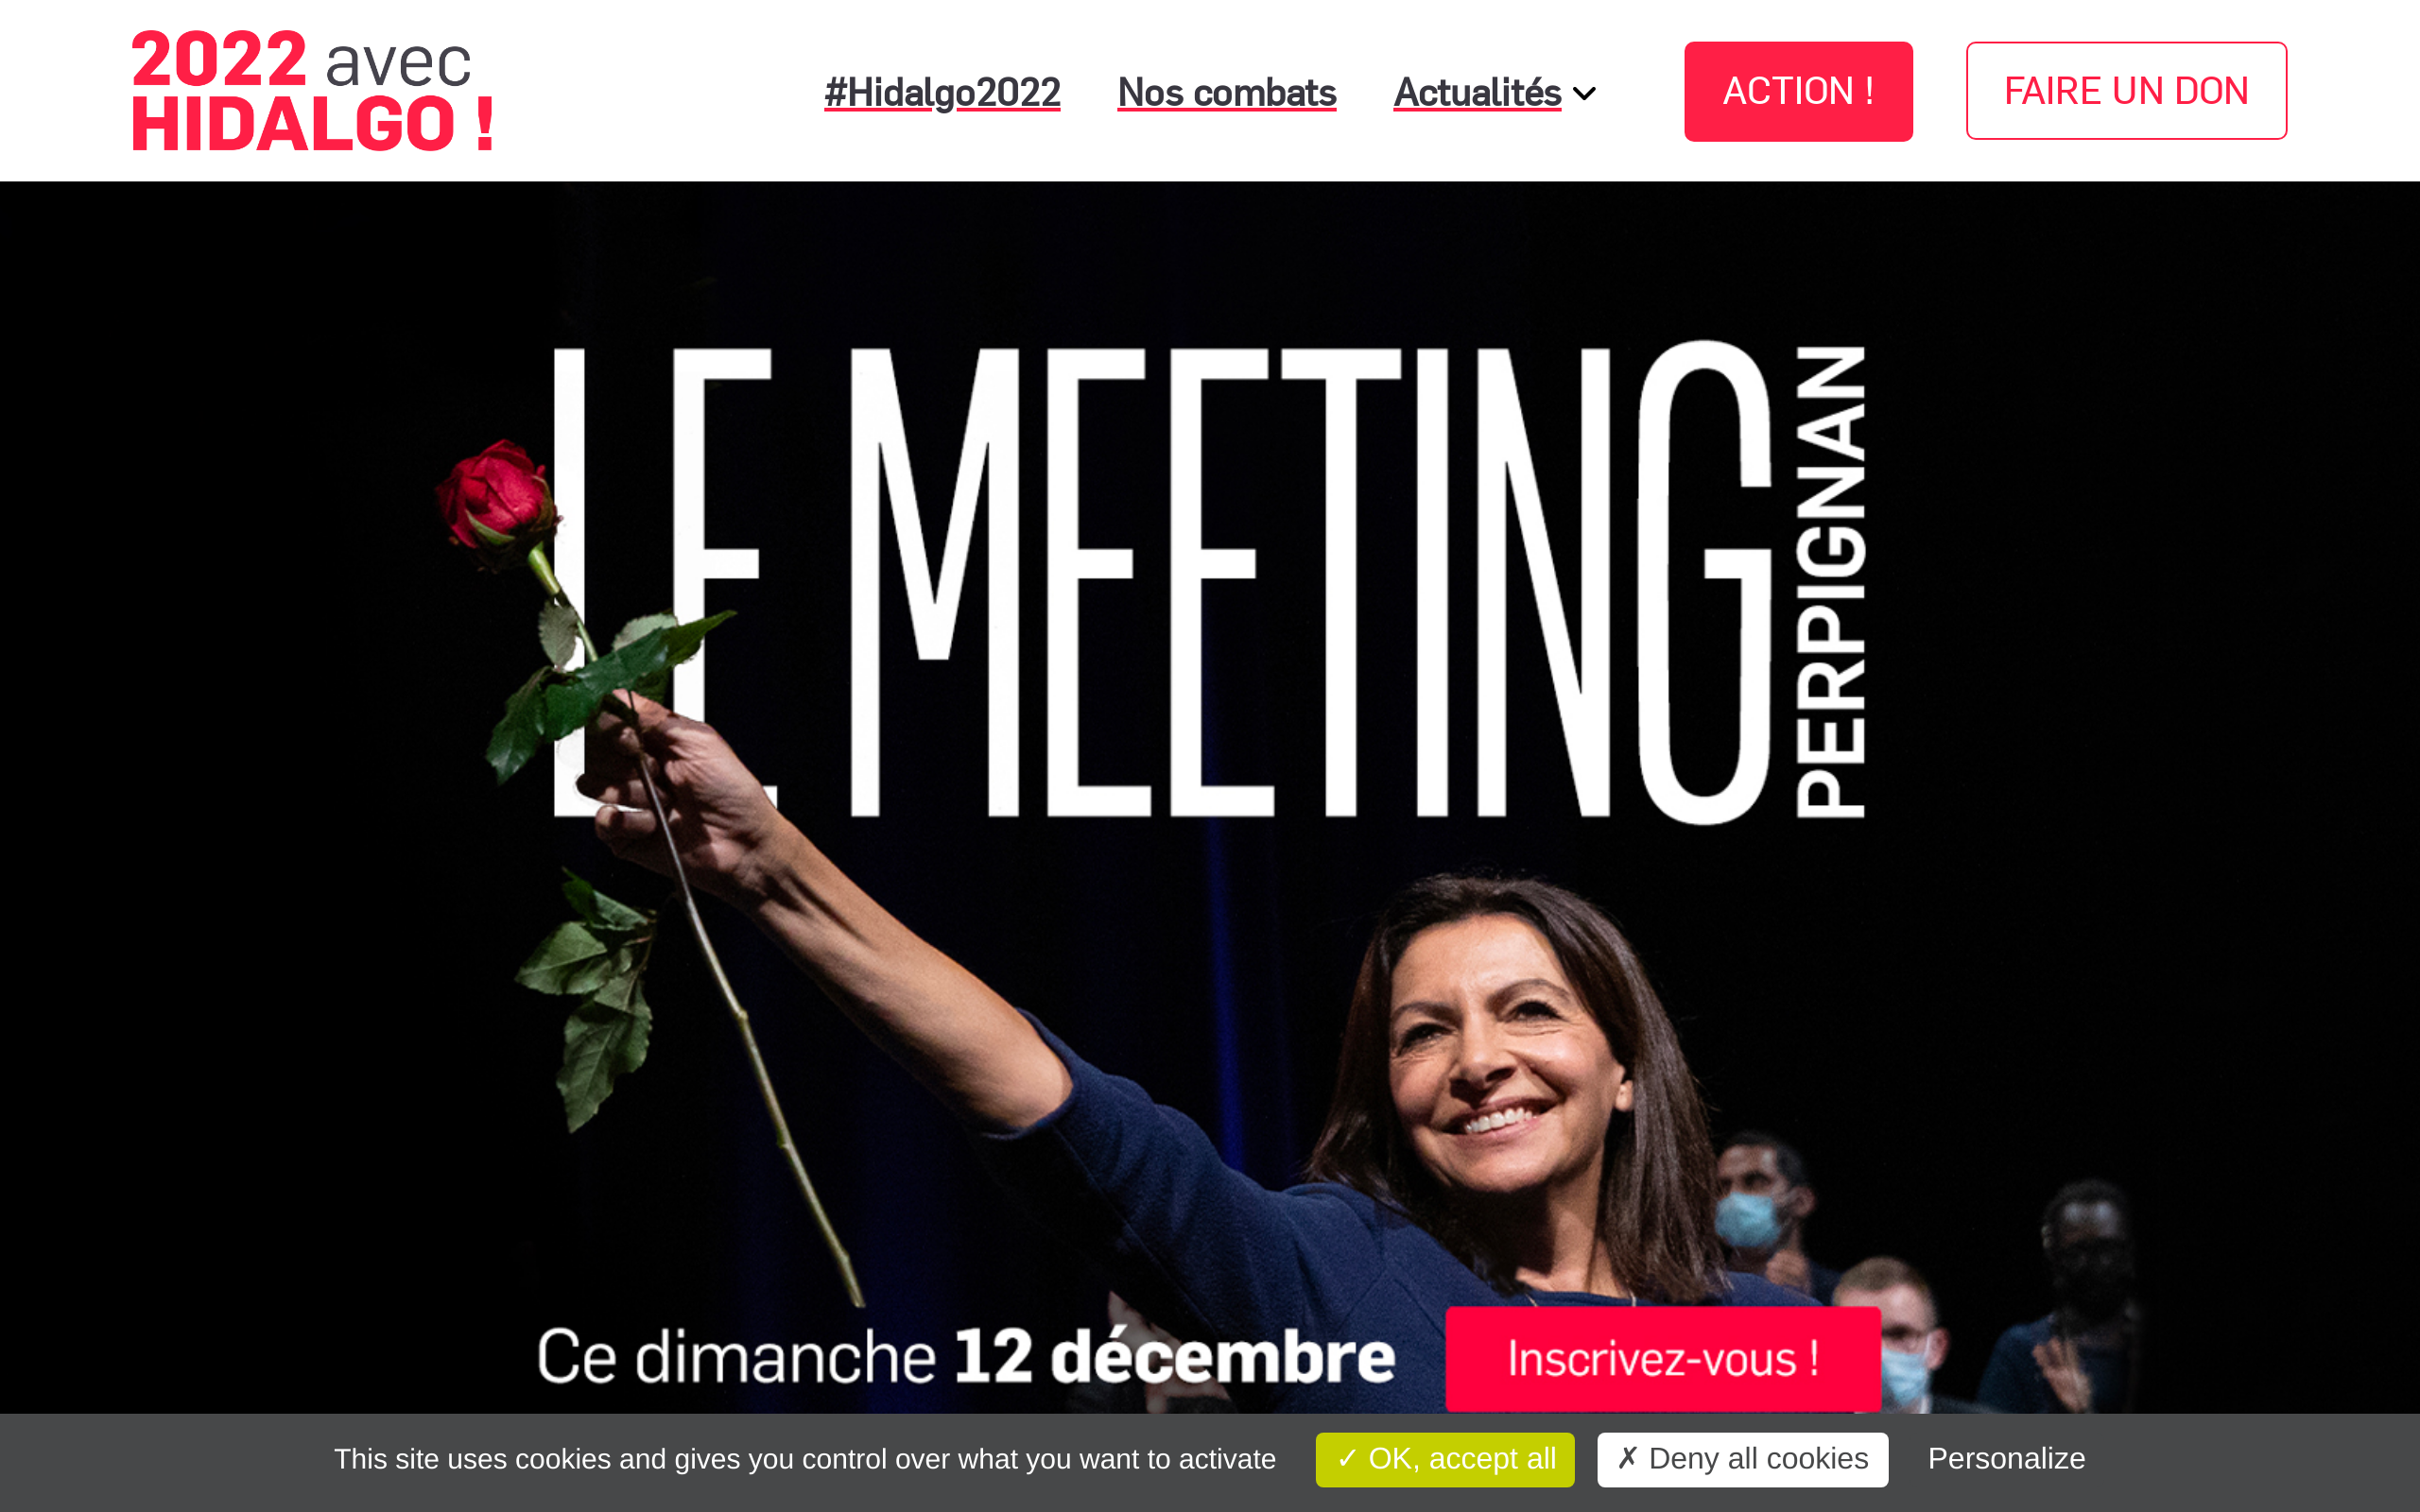 2022 avec
HIDALGO !
#Hidalgo2022
Nos combats
Actualités
ACTION !
FAIRE UN DON
LE MEETING
PERPIGNAN
Ce dimanche 12 décembre
Inscrivez-vous !
This site uses cookies and gives you control over what you want to activate
✓ OK, accept all
✗ Deny all cookies
Personalize